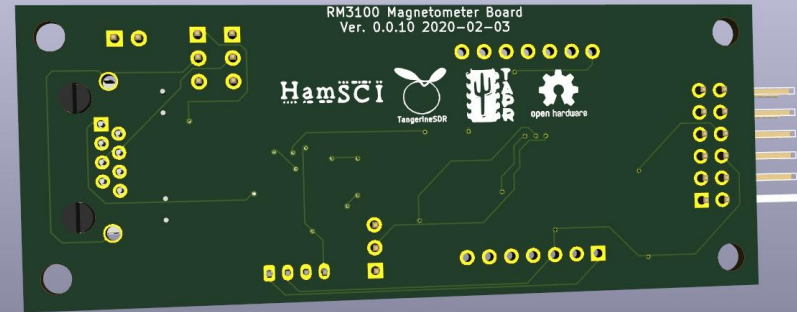 RM3100 Magnetometer Board
Ver. 0.0.10 2020-02-03
HamSCI
TangerineSDR
TAPR
open hardware